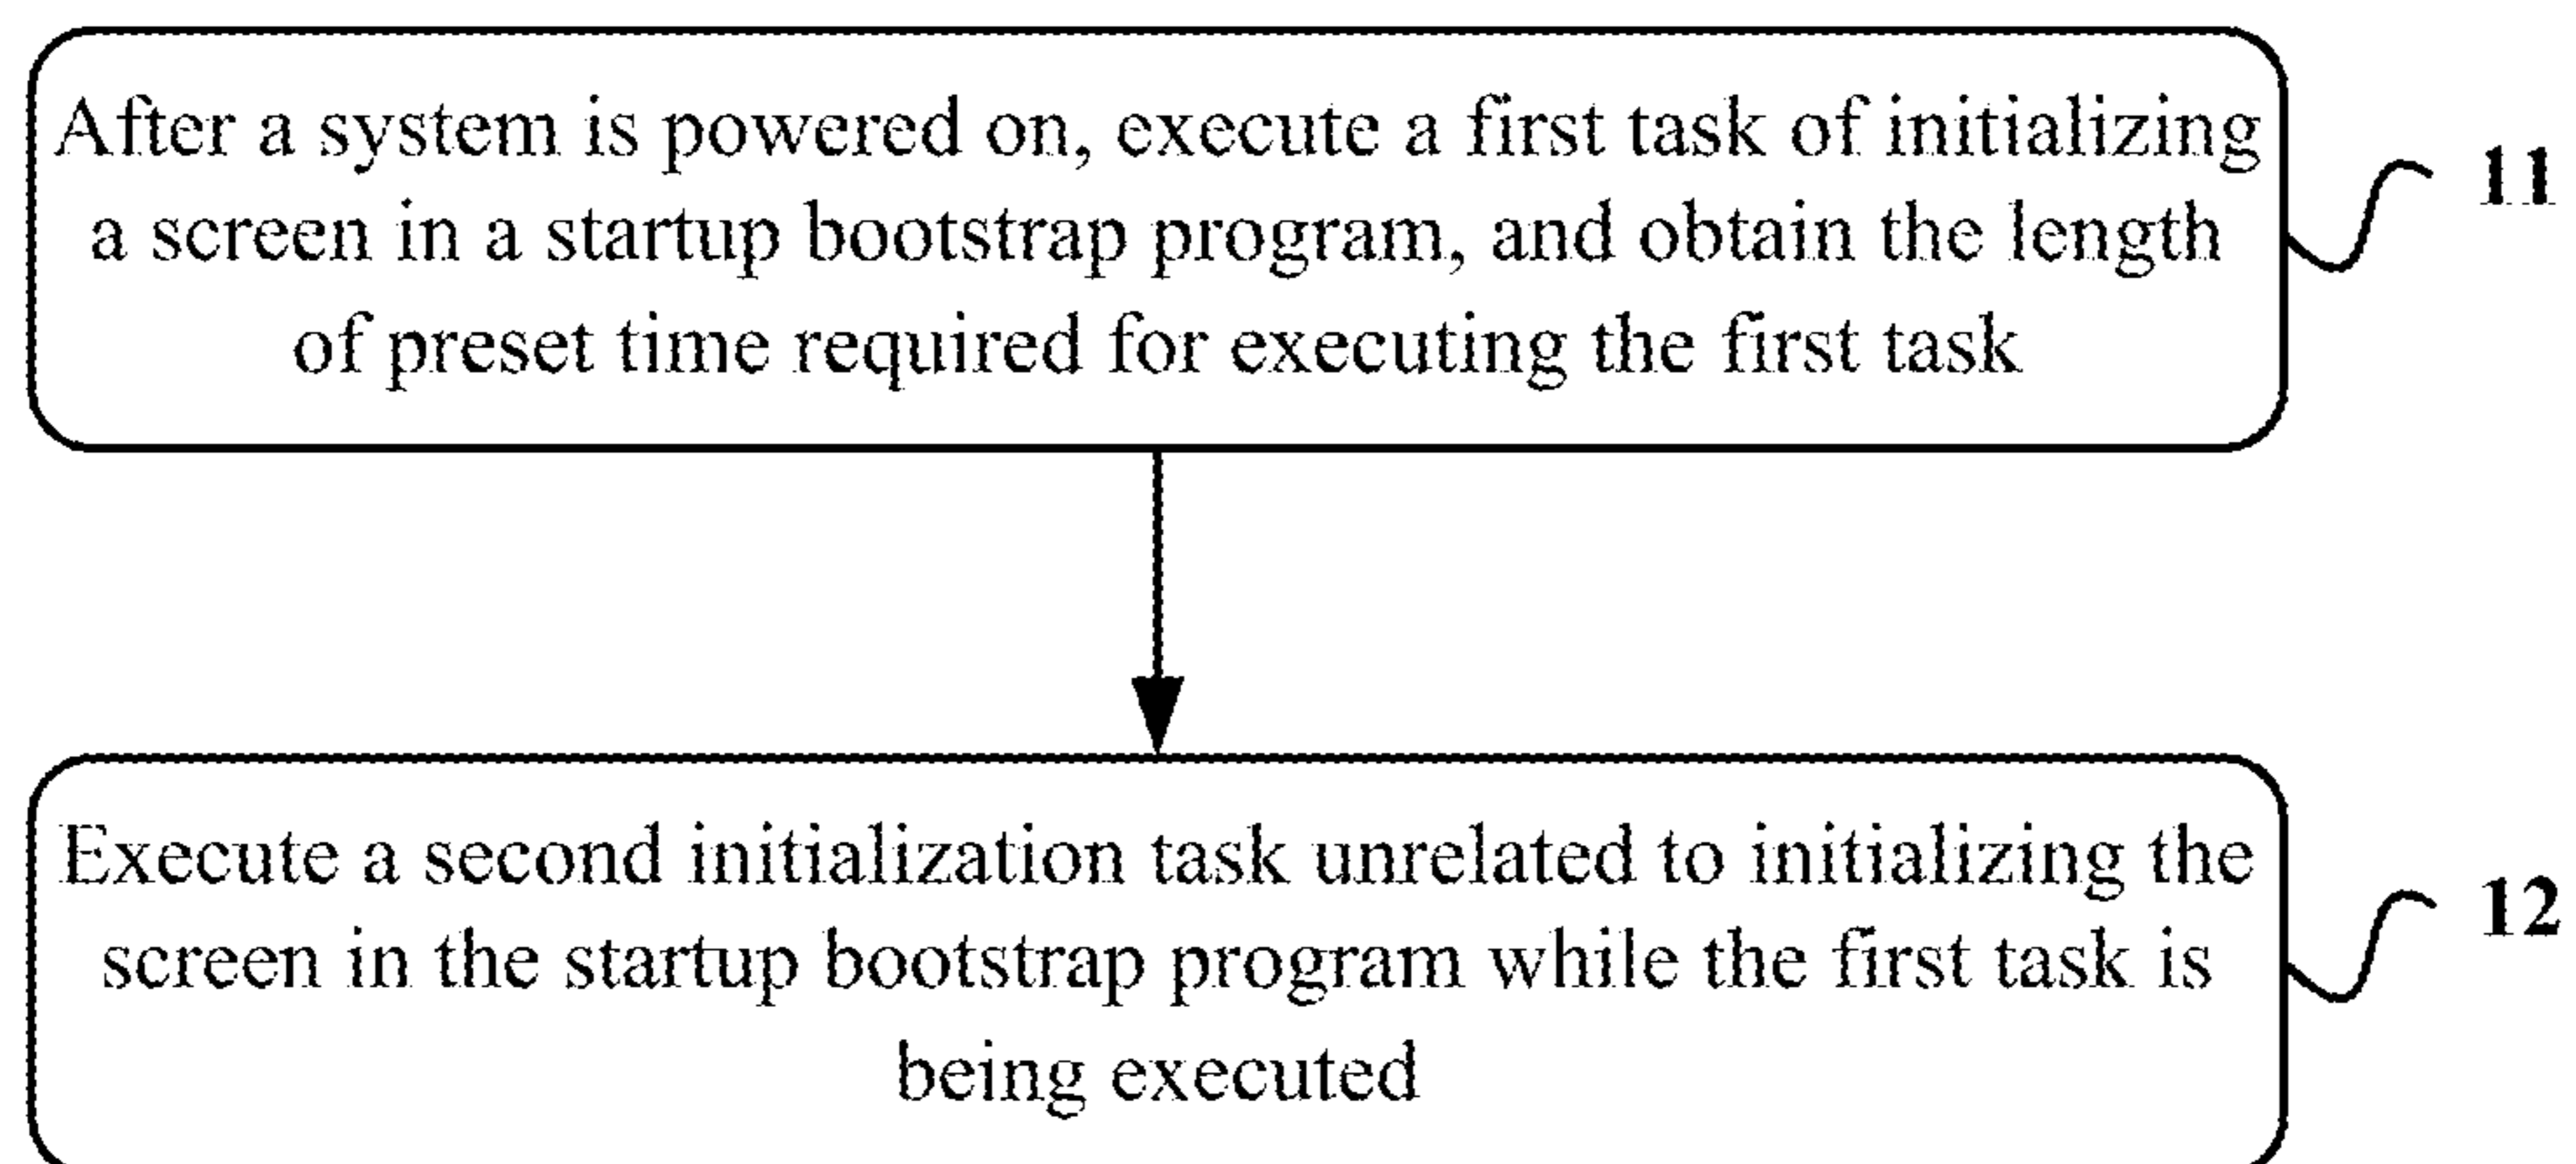 After a system is powered on, execute a first task of initializing
a screen in a startup bootstrap program, and obtain the length
of preset time required for executing the first task
11
Execute a second initialization task unrelated to initializing the
screen in the startup bootstrap program while the first task is
being executed
12